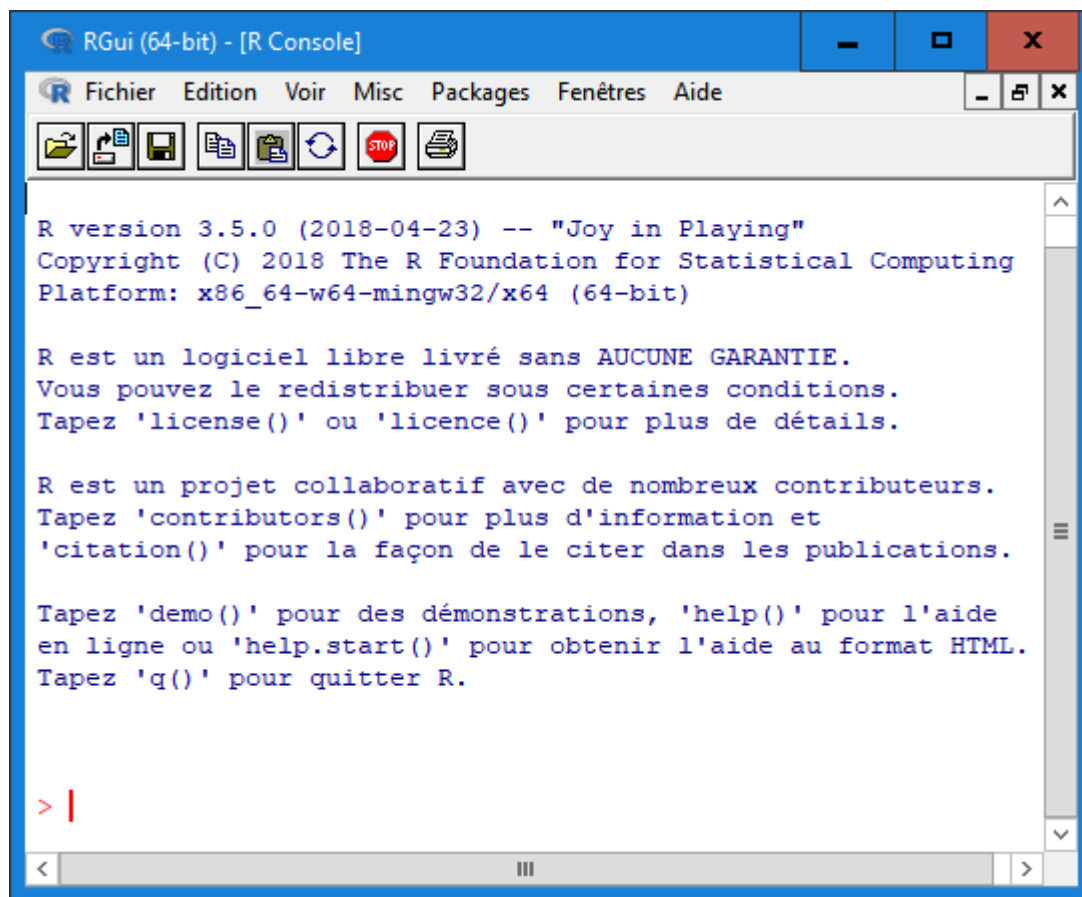 RGui (64-bit) - [R Console]
R Fichier Edition Voir Misc Packages Fenêtres Aide
STOP
R version 3.5.0 (2018-04-23) -- "Joy in Playing"
Copyright (C) 2018 The R Foundation for Statistical Computing
Platform: x86_64-w64-mingw32/x64 (64-bit)
R est un logiciel libre livré sans AUCUNE GARANTIE.
Vous pouvez le redistribuer sous certaines conditions.
Tapez 'license()' ou 'licence()' pour plus de détails.
R est un projet collaboratif avec de nombreux contributeurs.
Tapez 'contributors()' pour plus d'information et
'citation()' pour la façon de le citer dans les publications.
Tapez 'demo()' pour des démonstrations, 'help()' pour l'aide
en ligne ou 'help.start()' pour obtenir l'aide au format HTML.
Tapez 'q()' pour quitter R.
>